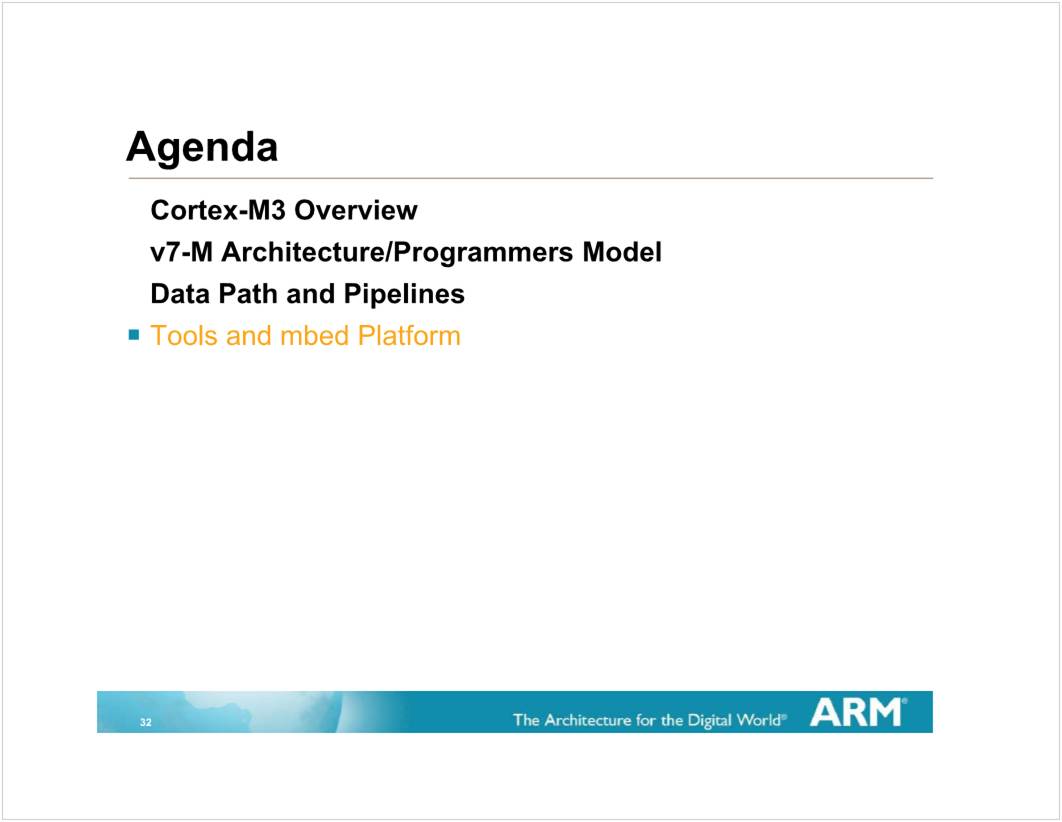 Agenda
Cortex-M3 Overview
v7-M Architecture/Programmers Model
Data Path and Pipelines
Tools and mbed Platform
32
The Architecture for the Digital World®
ARM®